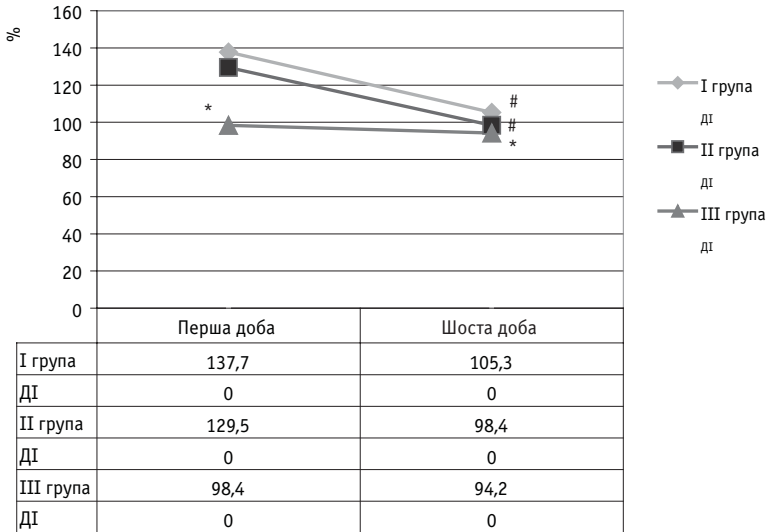 %
160
140
120
100
80
60
40
20
0
*
#
#
*
I група
ДІ
II група
ДІ
III група
ДІ
Перша доба Шоста доба
I група 137,7 105,3
ДІ 0 0
II група 129,5 98,4
ДІ 0 0
III група 98,4 94,2
ДІ 0 0